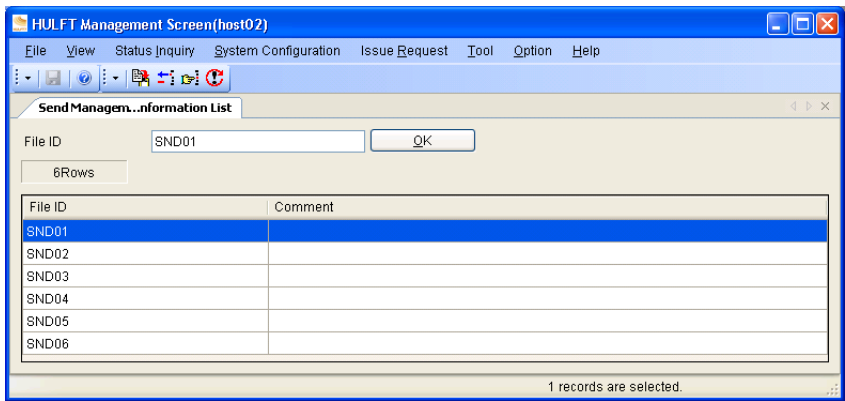 HULFT Management Screen(host02)
File View Status Inquiry System Configuration Issue Request Tool Option Help
Send Managem...nformation List
File ID SND01 OK
6Rows
File ID Comment
SND01
SND02
SND03
SND04
SND05
SND06
1 records are selected.